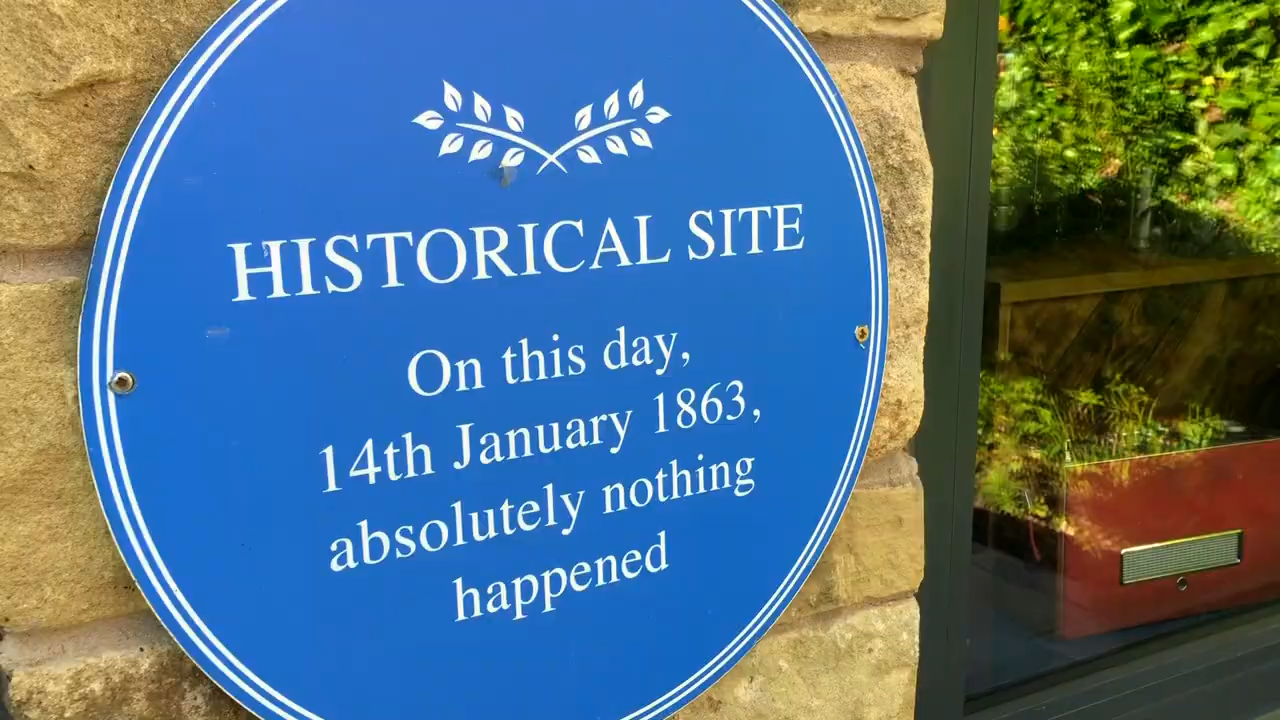 HISTORICAL SITE
On this day,
14th January 1863,
absolutely nothing
happened